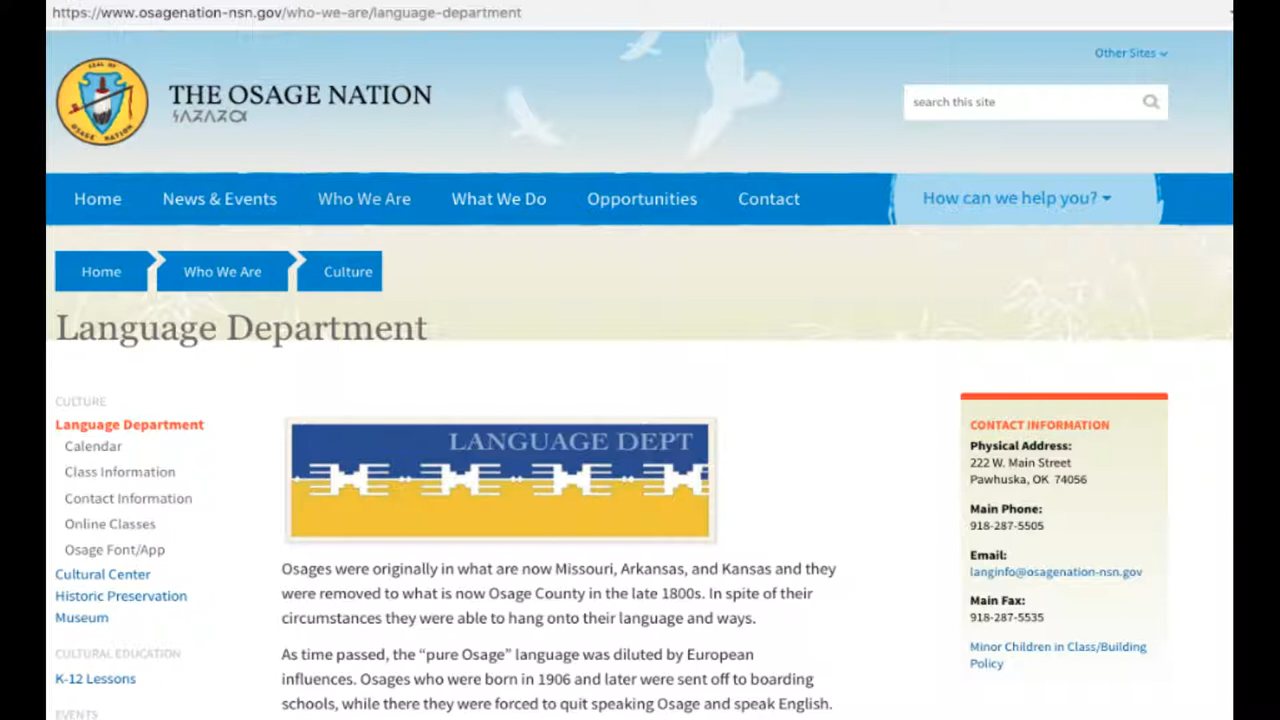 https://www.osagenation-nsn.gov/who-we-are/language-department
Other Sites
SEAL OF
OSAGE NATION
THE OSAGE NATION
search this site
Home
News & Events
Who We Are
What We Do
Opportunities
Contact
How can we help you?
Home
Who We Are
Culture
Language Department
CULTURE
Language Department
Calendar
Class Information
Contact Information
Online Classes
Osage Font/App
Cultural Center
Historic Preservation
Museum
CULTURAL EDUCATION
K-12 Lessons
EVENTS
LANGUAGE DEPT
Osages were originally in what are now Missouri, Arkansas, and Kansas and they
were removed to what is now Osage County in the late 1800s. In spite of their
circumstances they were able to hang onto their language and ways.
As time passed, the “pure Osage” language was diluted by European
influences. Osages who were born in 1906 and later were sent off to boarding
schools, while there they were forced to quit speaking Osage and speak English.
CONTACT INFORMATION
Physical Address:
222 W. Main Street
Pawhuska, OK 74056
Main Phone:
918-287-5505
Email:
langinfo@osagenation-nsn.gov
Main Fax:
918-287-5535
Minor Children in Class/Building
Policy